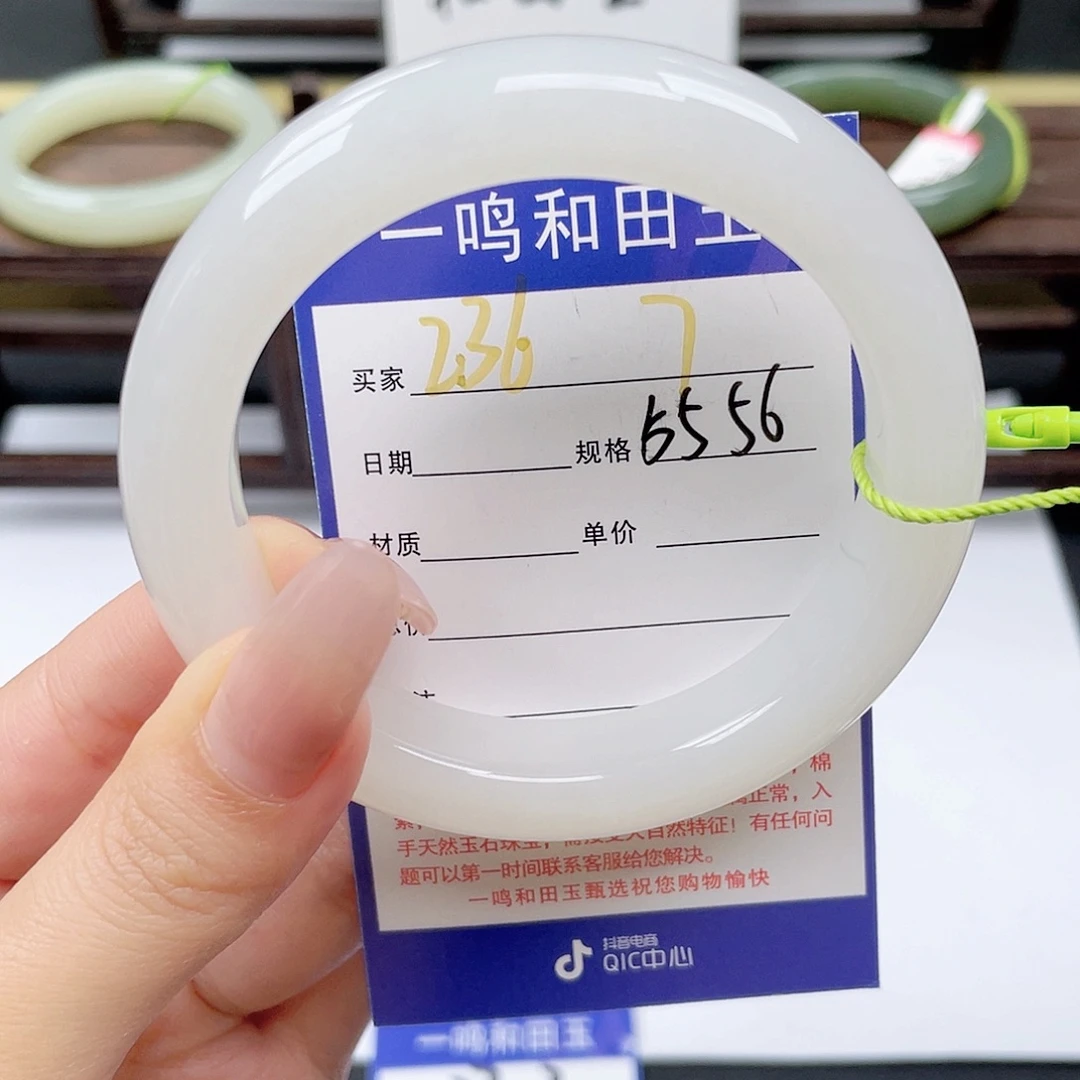 一鸣和田玉
买家 236 7
日期 规格 55 56
材质 单价
棉
正常，入
手天然玉石珠宝，需接受大自然特征！有任何问
题可以第一时间联系客服给您解决。
一鸣和田玉甄选祝您购物愉快
抖音电商
QIC中心
一鸣和田玉